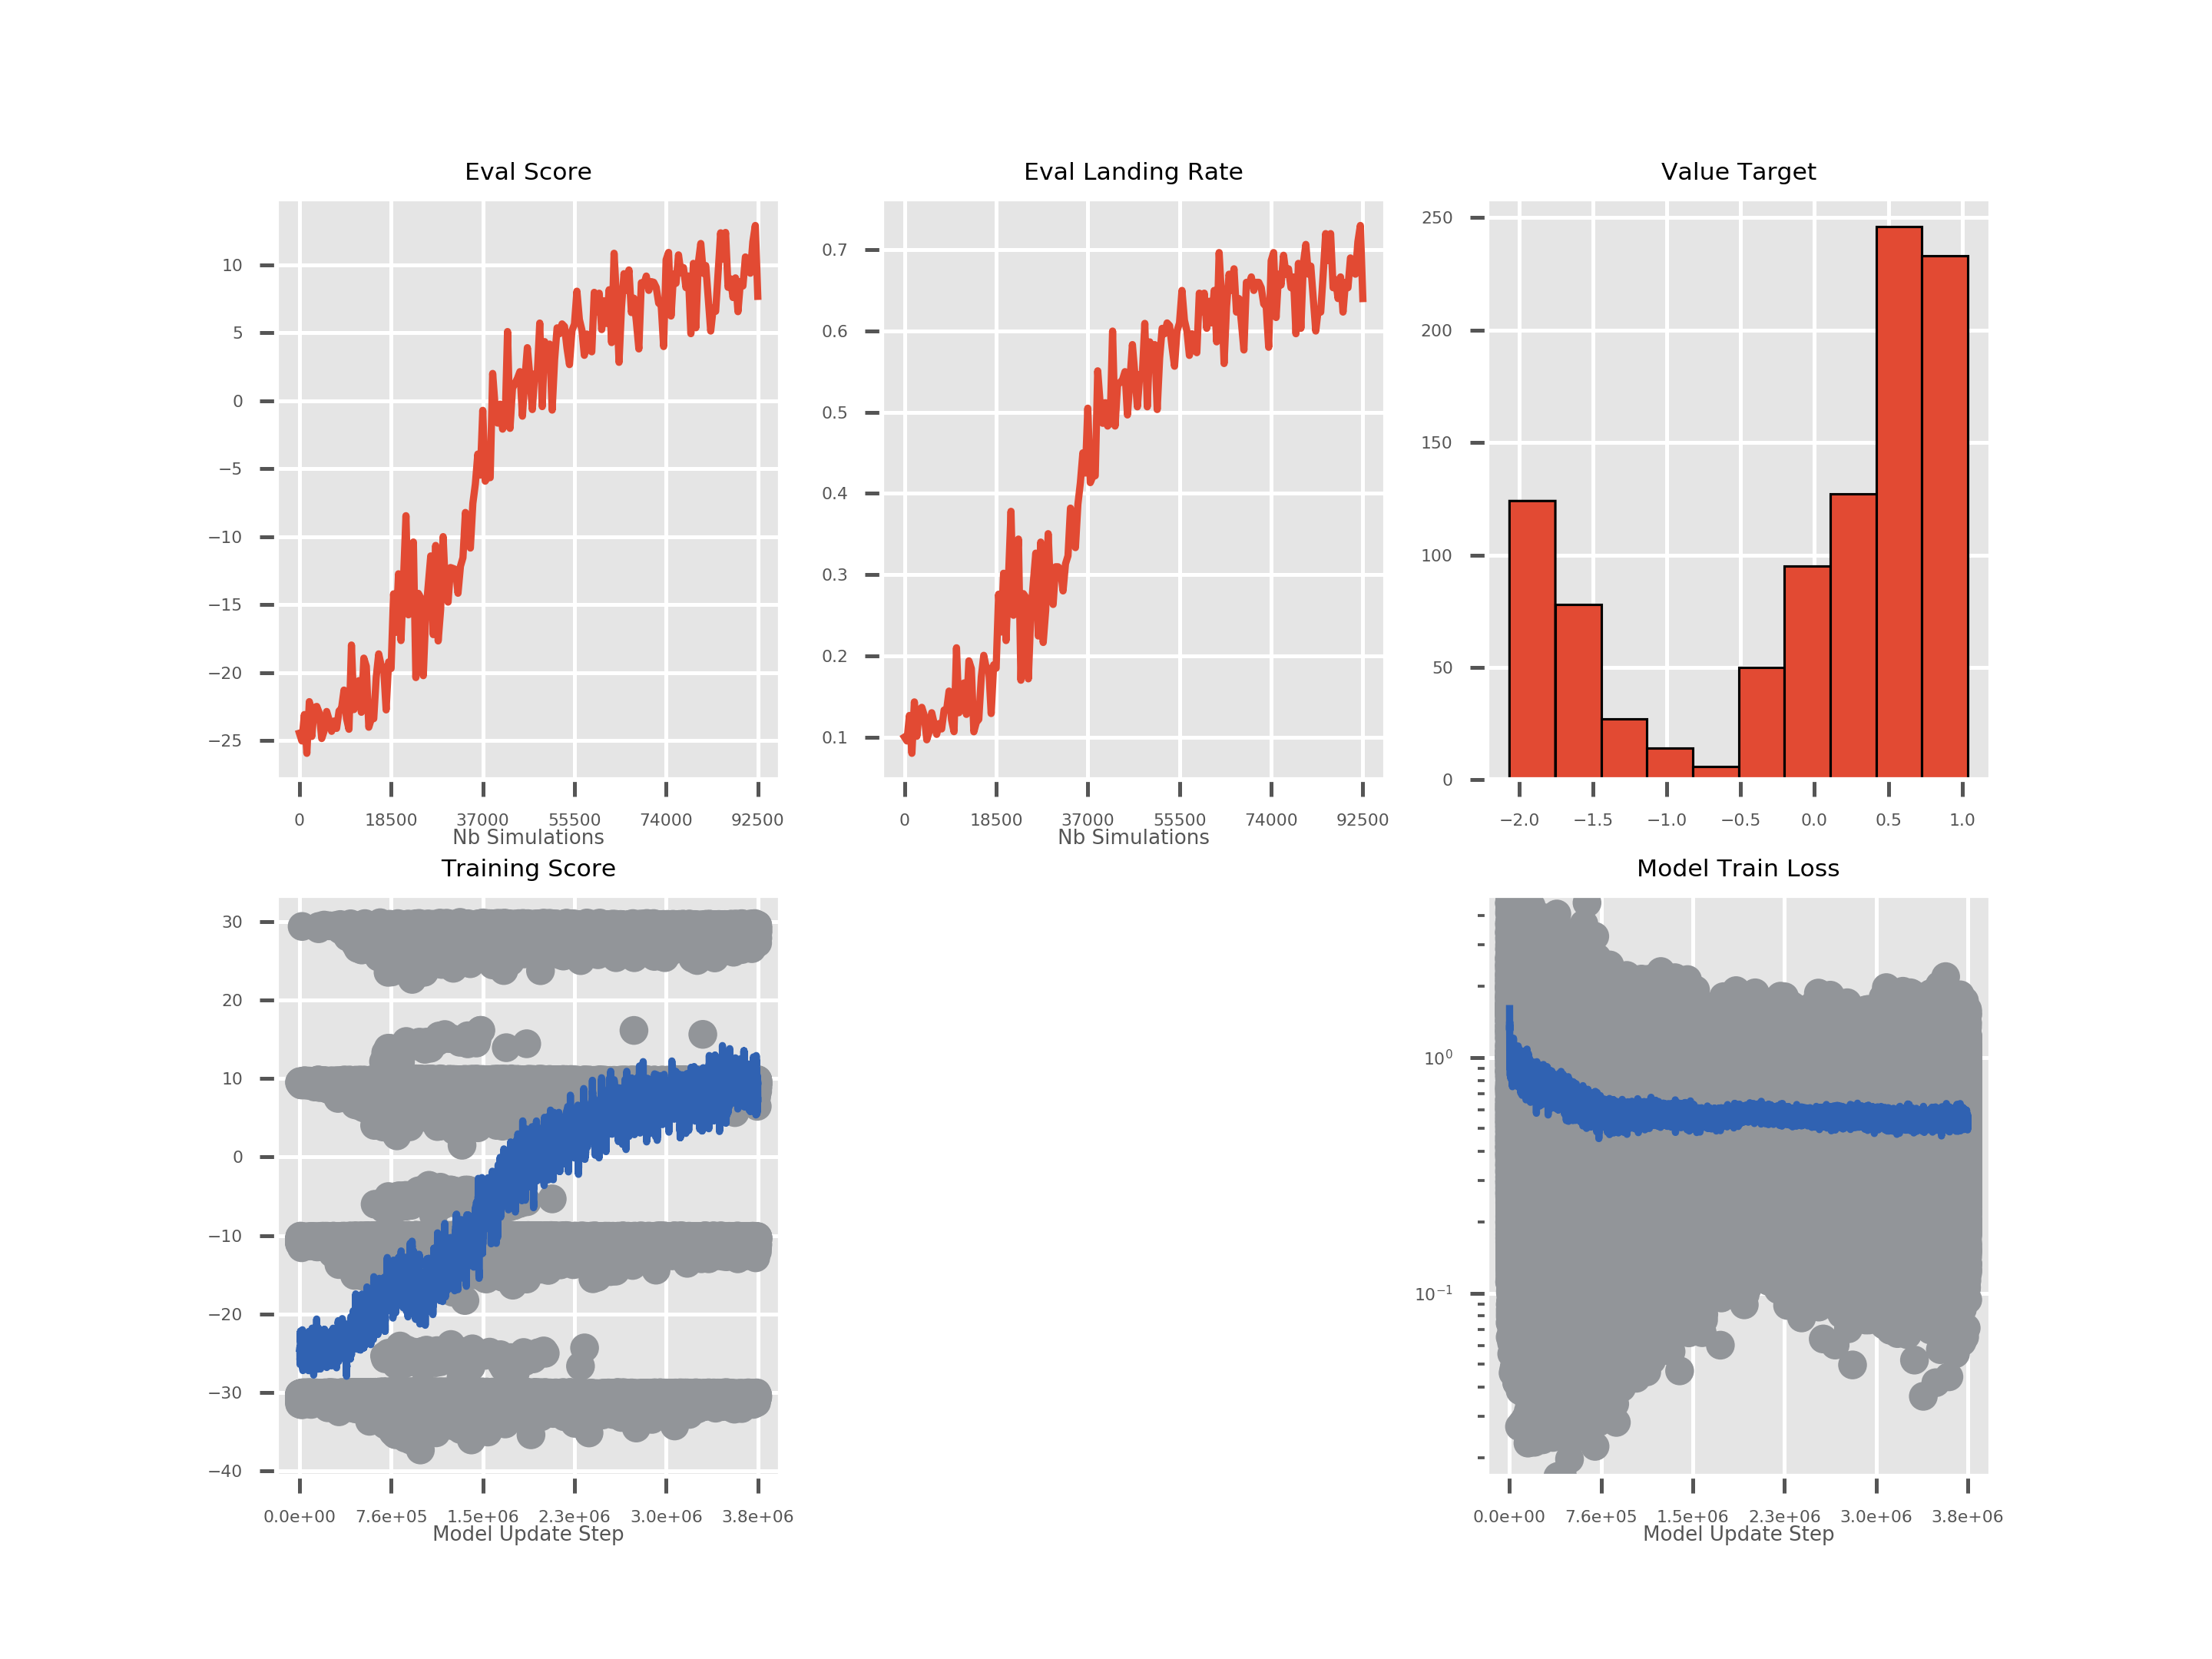 Eval Score
10
5
0
−5
−10
−15
−20
−25
0 18500 37000 55500 74000 92500
Nb Simulations
Eval Landing Rate
0.7
0.6
0.5
0.4
0.3
0.2
0.1
0 18500 37000 55500 74000 92500
Nb Simulations
Value Target
250
200
150
100
50
0
−2.0 −1.5 −1.0 −0.5 0.0 0.5 1.0
Training Score
30
20
10
0
−10
−20
−30
−40
0.0e+00 7.6e+05 1.5e+06 2.3e+06 3.0e+06 3.8e+06
Model Update Step
Model Train Loss
10⁰
10⁻¹
0.0e+00 7.6e+05 1.5e+06 2.3e+06 3.0e+06 3.8e+06
Model Update Step